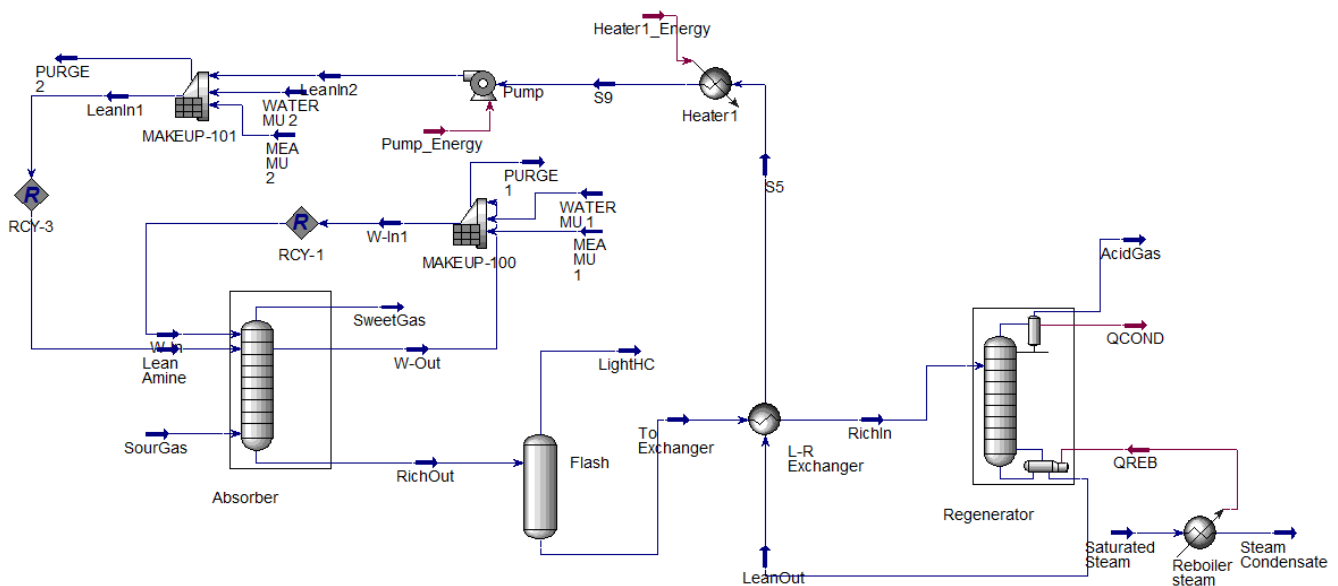 Heater1_Energy
PURGE
2
LeanIn2
Pump
S9
LeanIn1
WATER
MU 2
Heater1
MAKEUP-101
MEA
MU
2
Pump_Energy
PURGE
1
S5
R
RCY-3
R
RCY-1
W-In1
WATER
MU 1
MEA
MU
1
MAKEUP-100
AcidGas
SweetGas
QCOND
W-In
Lean
Amine
W-Out
LightHC
To
Exchanger
L-R
Exchanger
RichIn
SourGas
RichOut
Flash
QREB
Absorber
Regenerator
Saturated
Steam
Reboiler
steam
Steam
Condensate
LeanOut